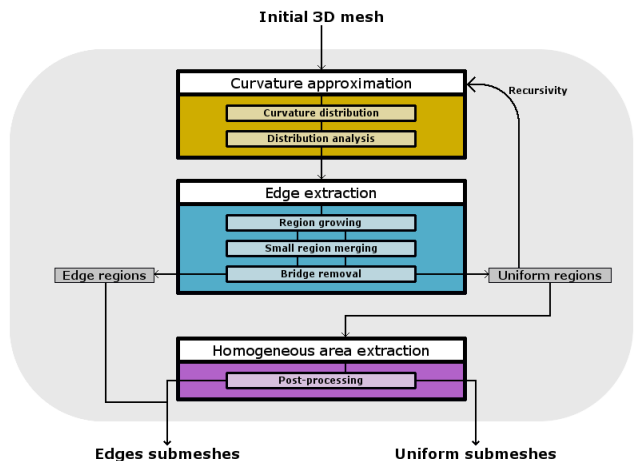 Initial 3D mesh
Curvature approximation
Recursivity
Curvature distribution
Distribution analysis
Edge extraction
Region growing
Small region merging
Edge regions
Bridge removal
Uniform regions
Homogeneous area extraction
Post-processing
Edges submeshes
Uniform submeshes